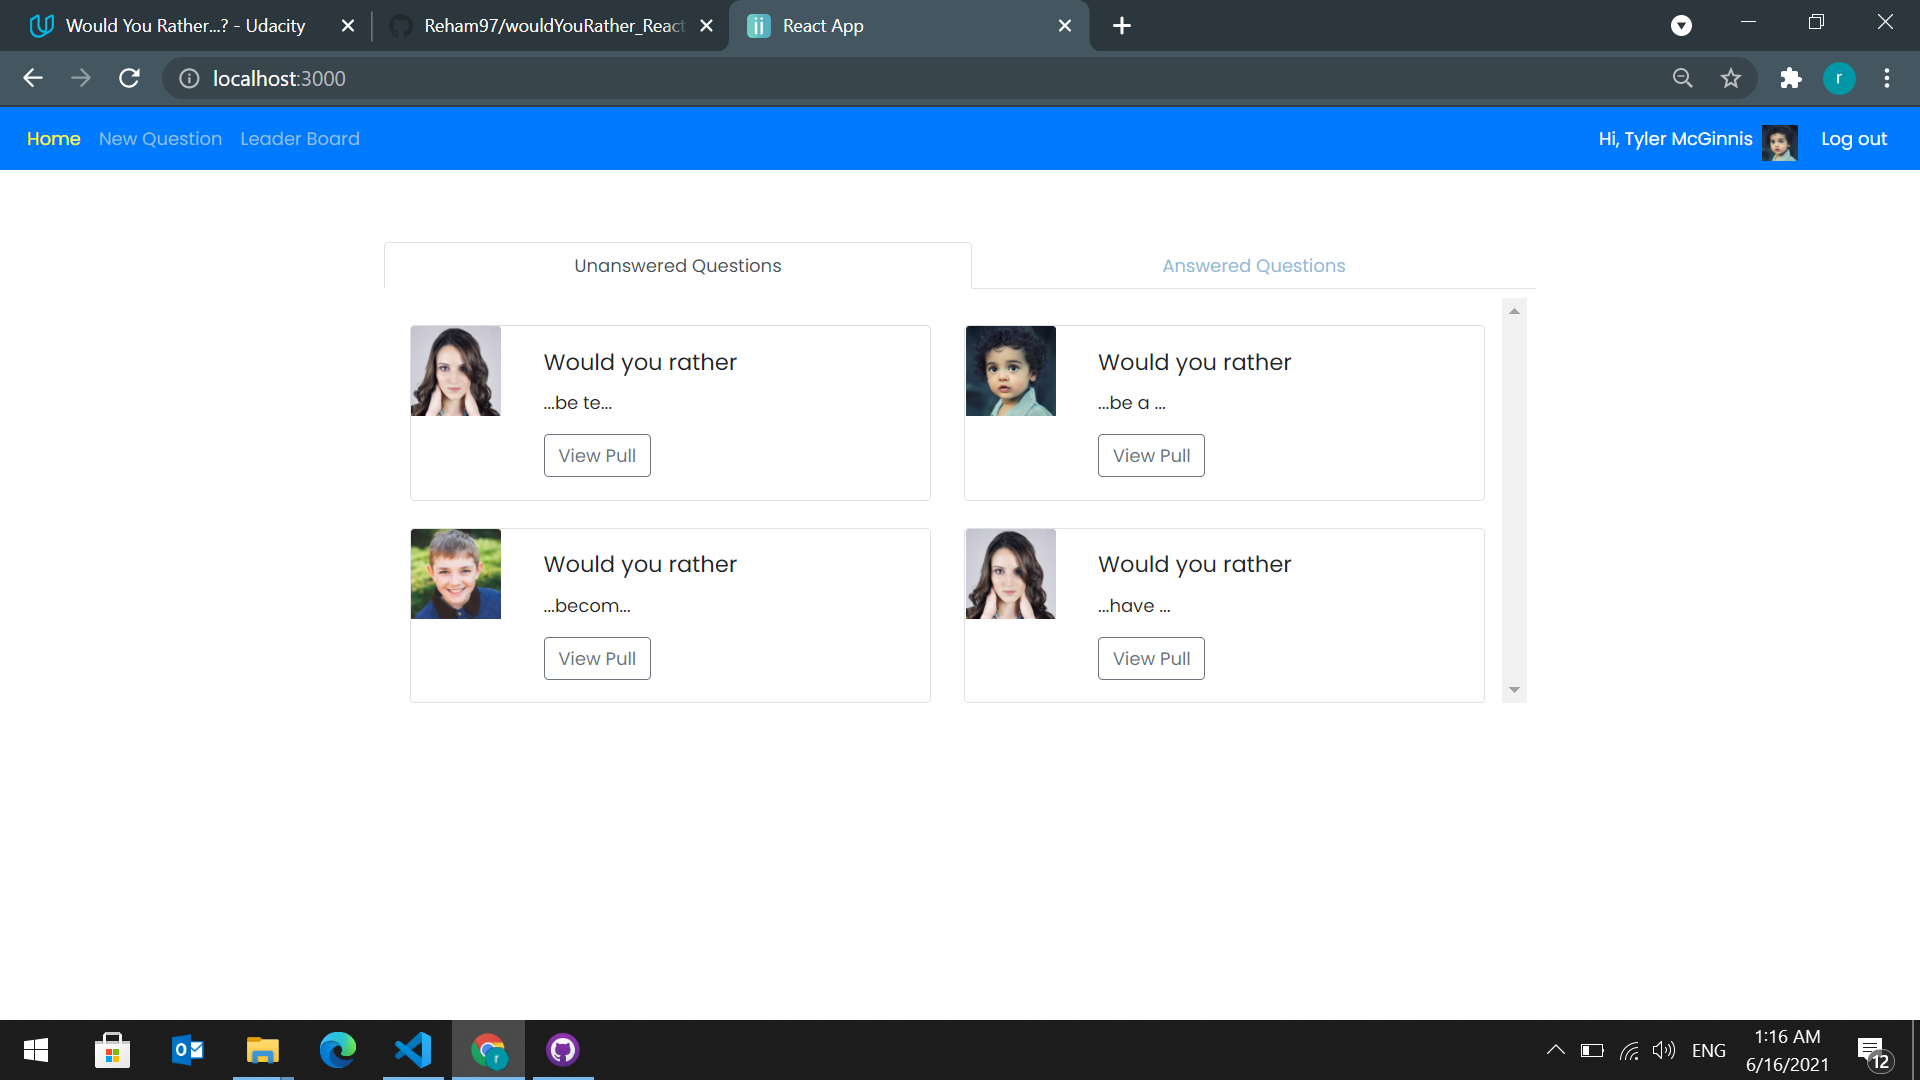 Would You Rather...? - Udacity
Reham97/wouldYouRather_React
React App
localhost:3000
r
Home New Question Leader Board
Hi, Tyler McGinnis Log out
Unanswered Questions
Answered Questions
Would you rather
...be te...
View Pull
Would you rather
...be a ...
View Pull
Would you rather
...becom...
View Pull
Would you rather
...have ...
View Pull
ENG
1:16 AM
6/16/2021
12